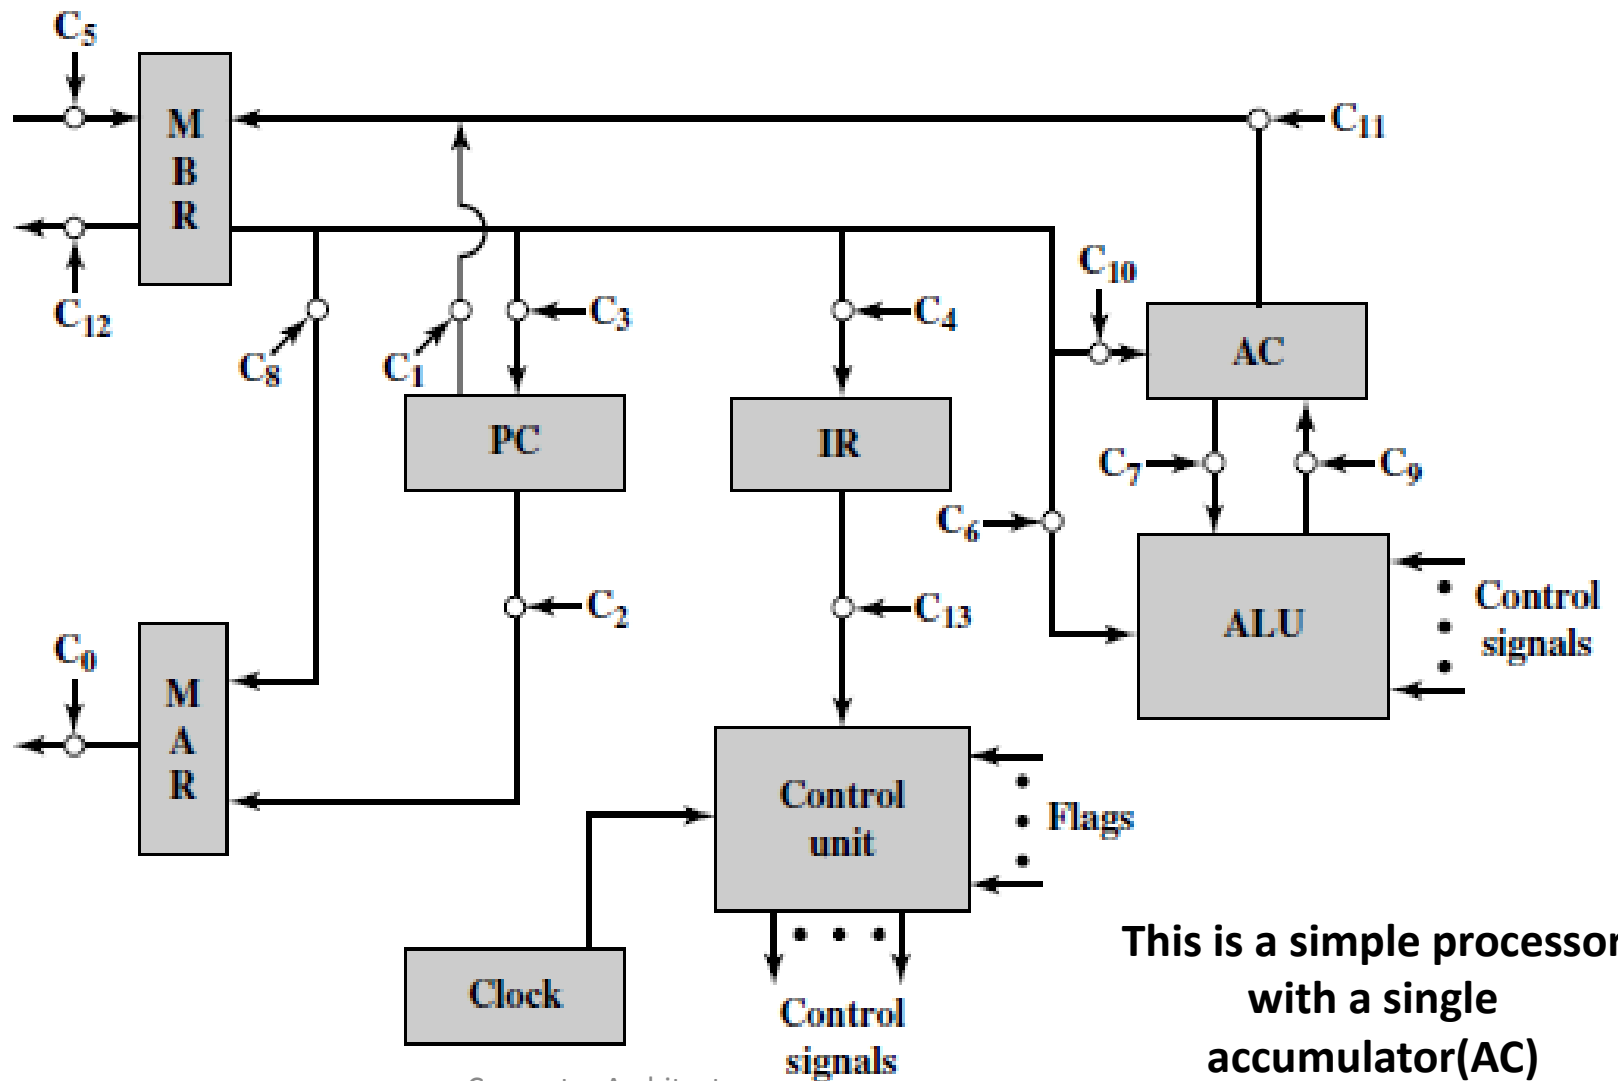 C5
M
B
R
C11
C12
C8
C1
C3
C4
C10
AC
PC
IR
C7
C9
C6
C2
C13
ALU
Control
signals
C0
M
A
R
Control
unit
Flags
Clock
Control
signals
This is a simple processor
with a single
accumulator(AC)